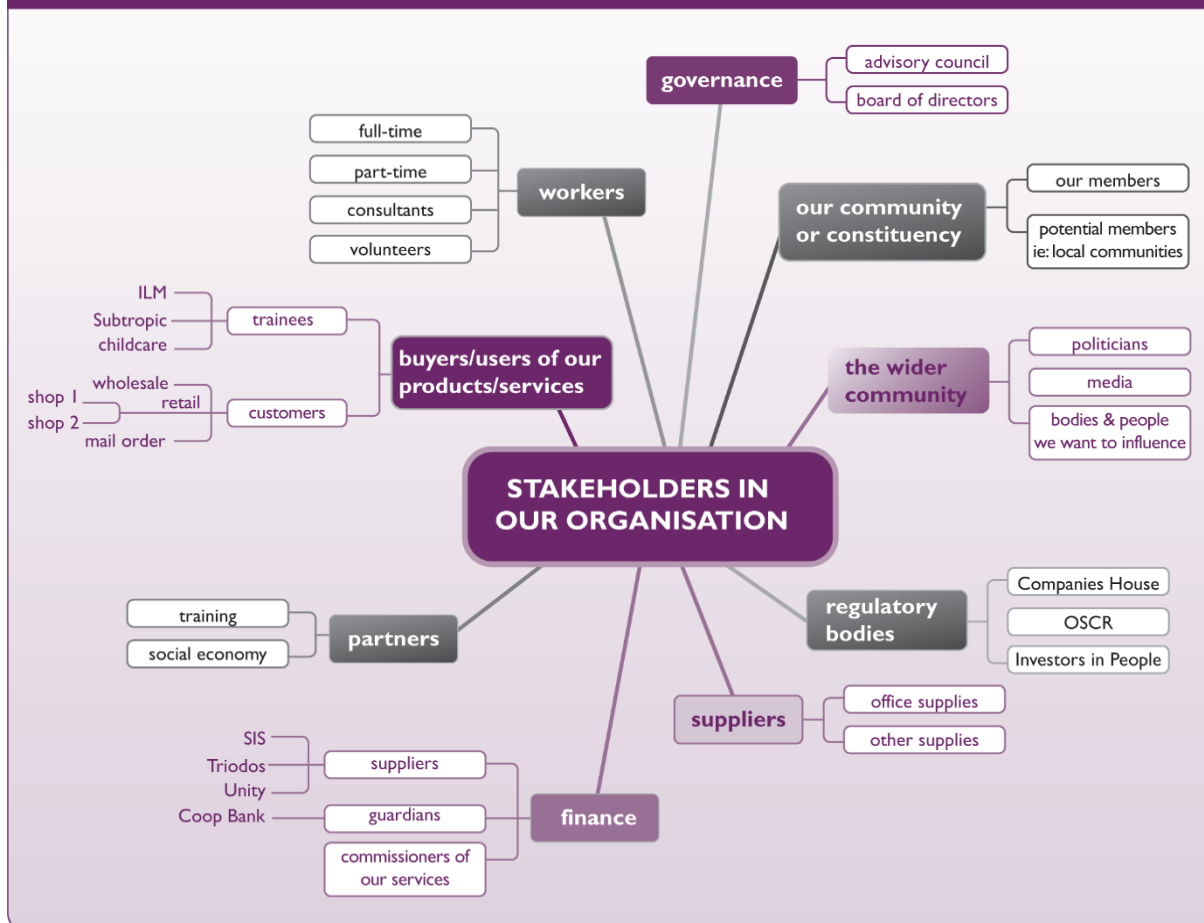 governance
advisory council
board of directors
full-time
part-time
consultants
volunteers
workers
our community
or constituency
our members
potential members
ie: local communities
ILM
Subtropic
childcare
trainees
wholesale
retail
shop 1
shop 2
mail order
customers
buyers/users of our
products/services
the wider
community
politicians
media
bodies & people
we want to influence
STAKEHOLDERS IN
OUR ORGANISATION
training
social economy
partners
regulatory
bodies
Companies House
OSCR
Investors in People
suppliers
office supplies
other supplies
SIS
Triodos
Unity
suppliers
Coop Bank
guardians
commissioners of
our services
finance